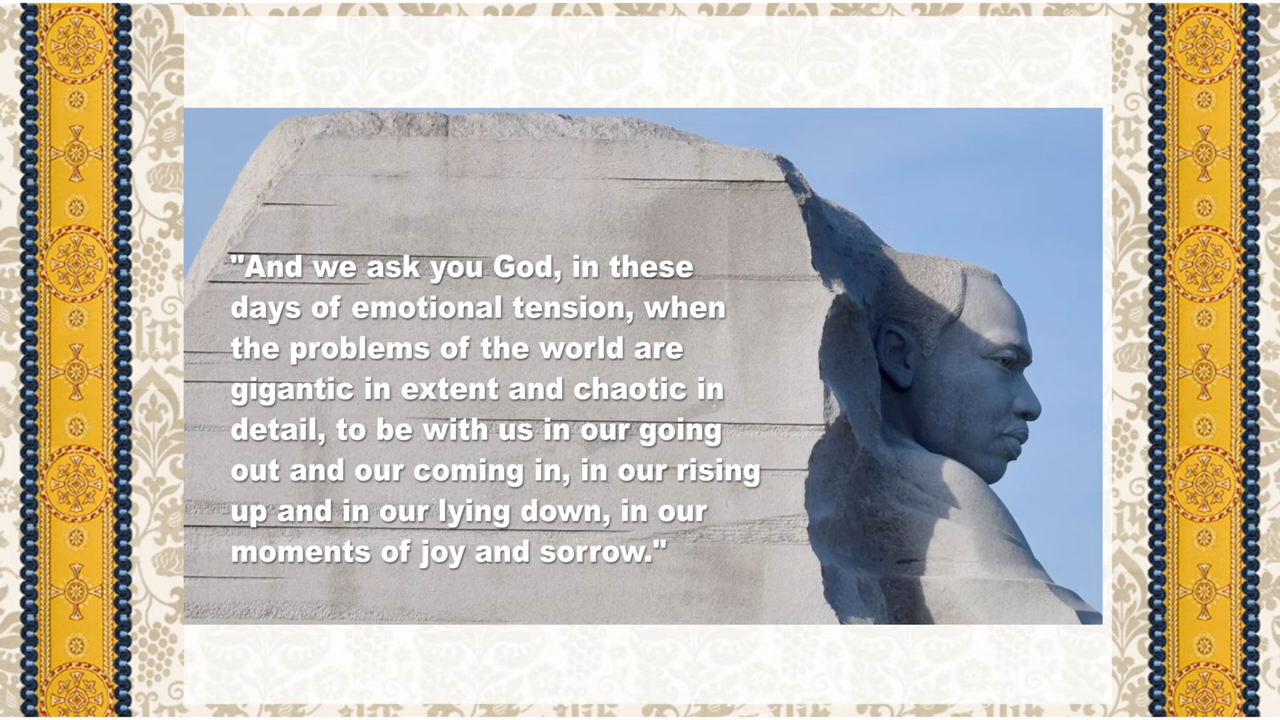 "And we ask you God, in these
days of emotional tension, when
the problems of the world are
gigantic in extent and chaotic in
detail, to be with us in our going
out and our coming in, in our rising
up and in our lying down, in our
moments of joy and sorrow."